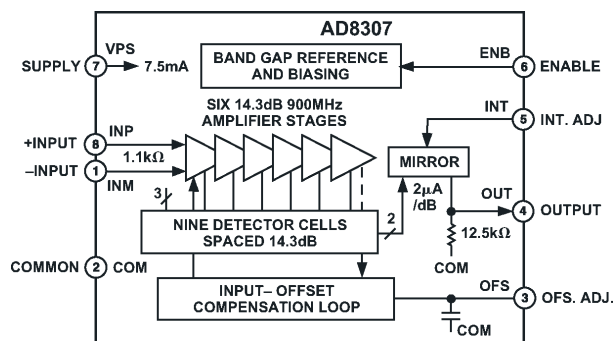 AD8307
VPS
SUPPLY 7 7.5mA
BAND GAP REFERENCE
AND BIASING
ENB
6 ENABLE
SIX 14.3dB 900MHz
AMPLIFIER STAGES
INT
5 INT. ADJ
+INPUT 8 INP
1.1kΩ
–INPUT 1
INM
MIRROR
3
2µA
/dB
OUT
4 OUTPUT
NINE DETECTOR CELLS
SPACED 14.3dB
2
12.5kΩ
COM
COMMON 2 COM
INPUT– OFFSET
COMPENSATION LOOP
OFS
3 OFS. ADJ.
COM